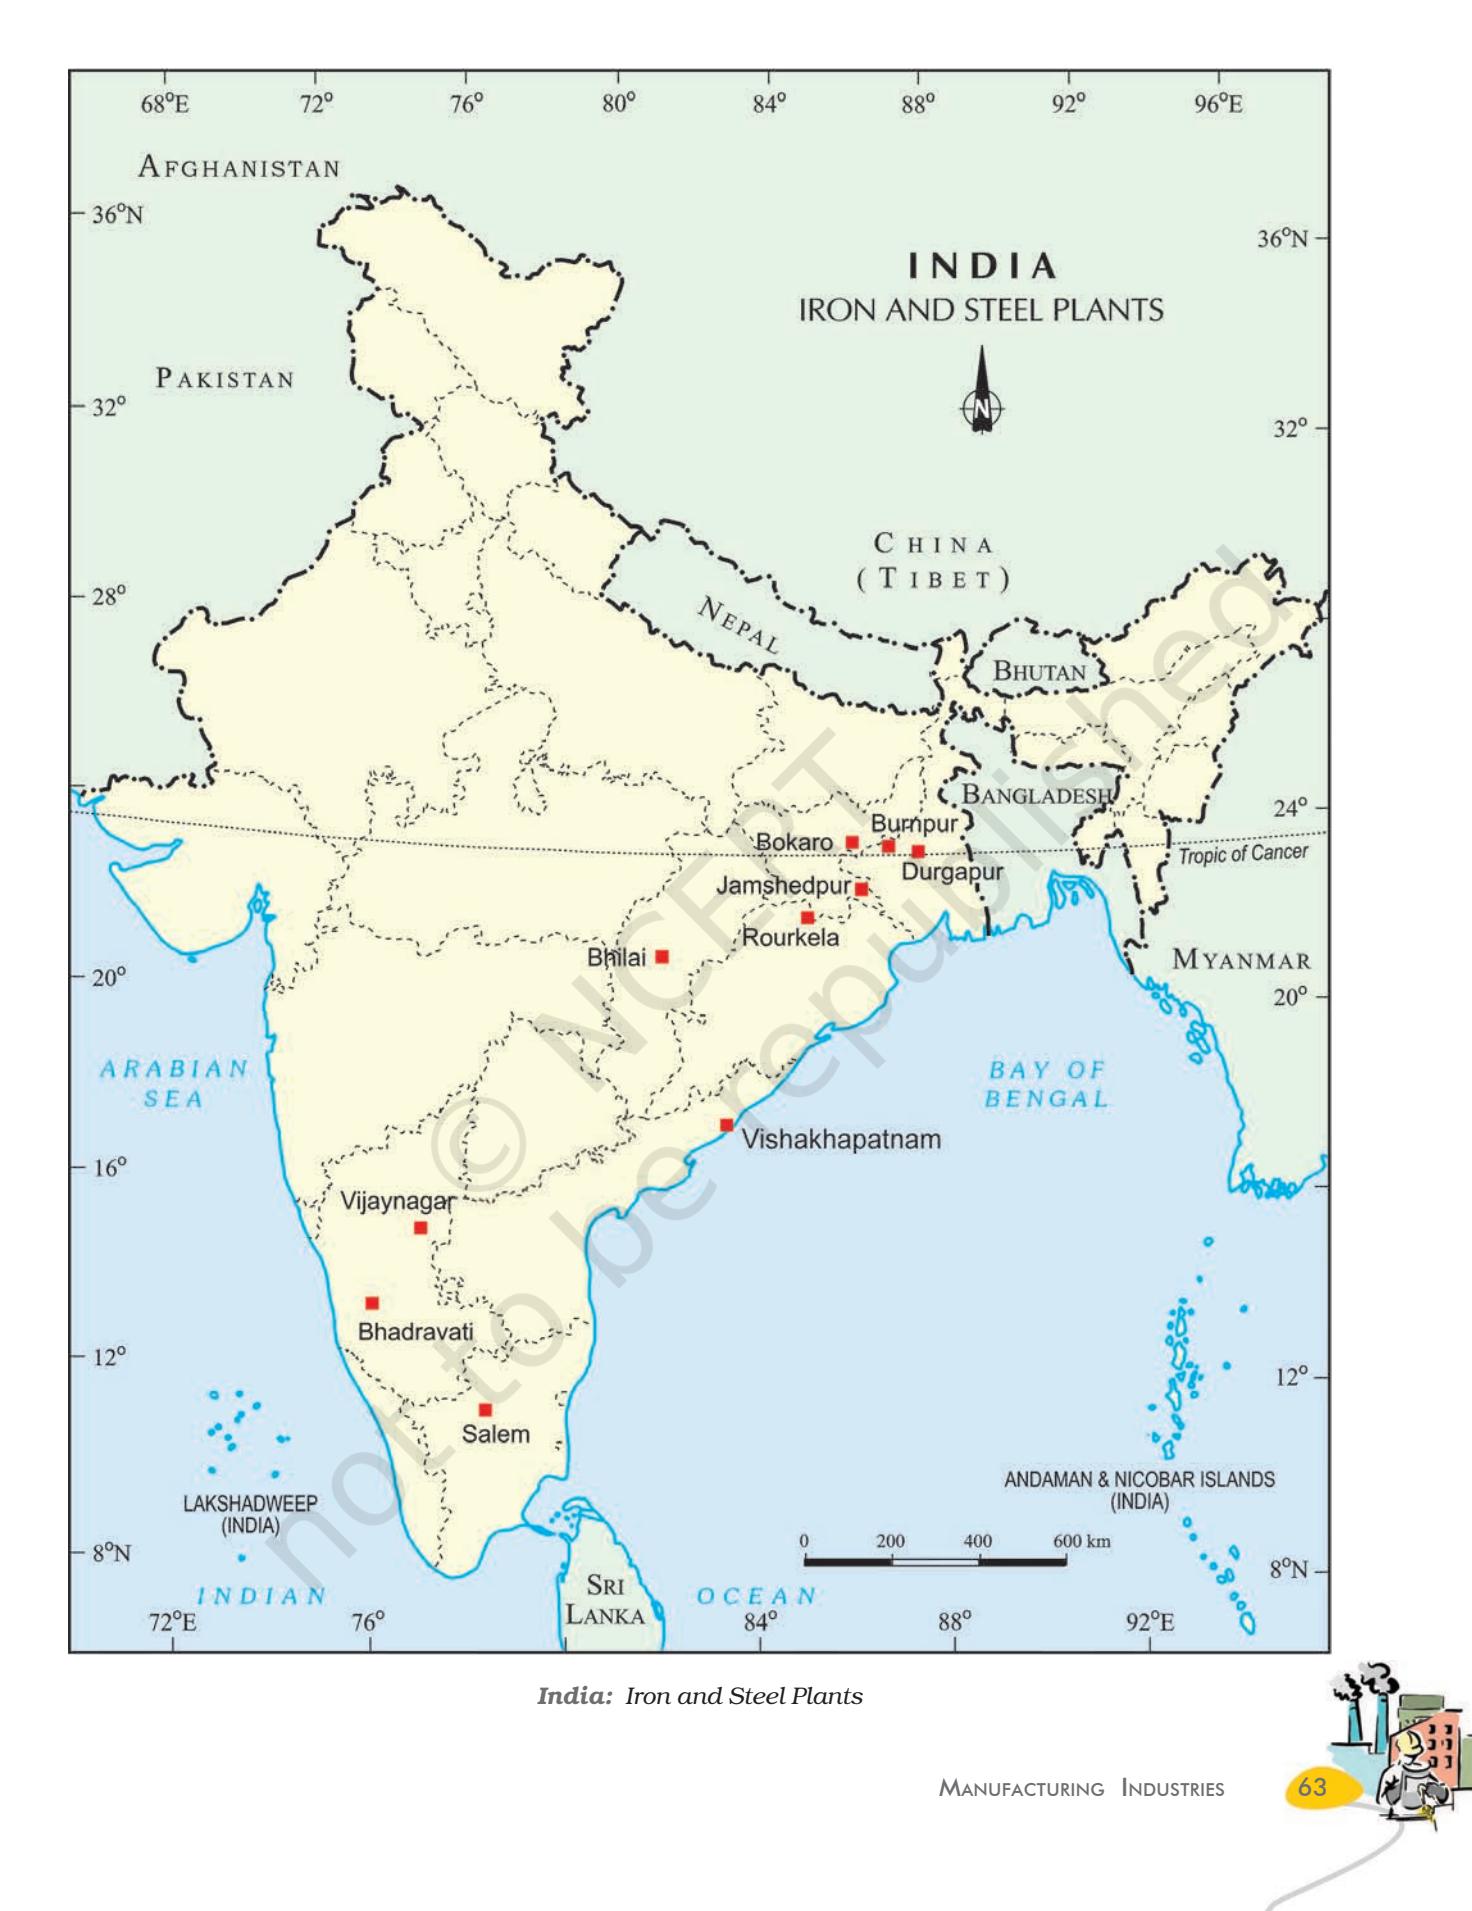 68°E 72° 76° 80° 84° 88° 92° 96°E
AFGHANISTAN
36°N
36°N
INDIA
IRON AND STEEL PLANTS
PAKISTAN
32°
N
32°
CHINA
(TIBET)
28°
NEPAL
BHUTAN
BANGLADESH
24°
Burnpur
Bokaro
Tropic of Cancer
Durgapur
Jamshedpur
Rourkela
Bhilai
MYANMAR
20°
20°
ARABIAN
SEA
BAY OF
BENGAL
Vishakhapatnam
16°
Vijaynagar
Bhadravati
12°
12°
Salem
ANDAMAN & NICOBAR ISLANDS
(INDIA)
LAKSHADWEEP
(INDIA)
0 200 400 600 km
8°N
8°N
SRI
LANKA
INDIAN OCEAN
72°E 76° 84° 88° 92°E
© NCERT
not to be republished
India: Iron and Steel Plants
MANUFACTURING INDUSTRIES 63